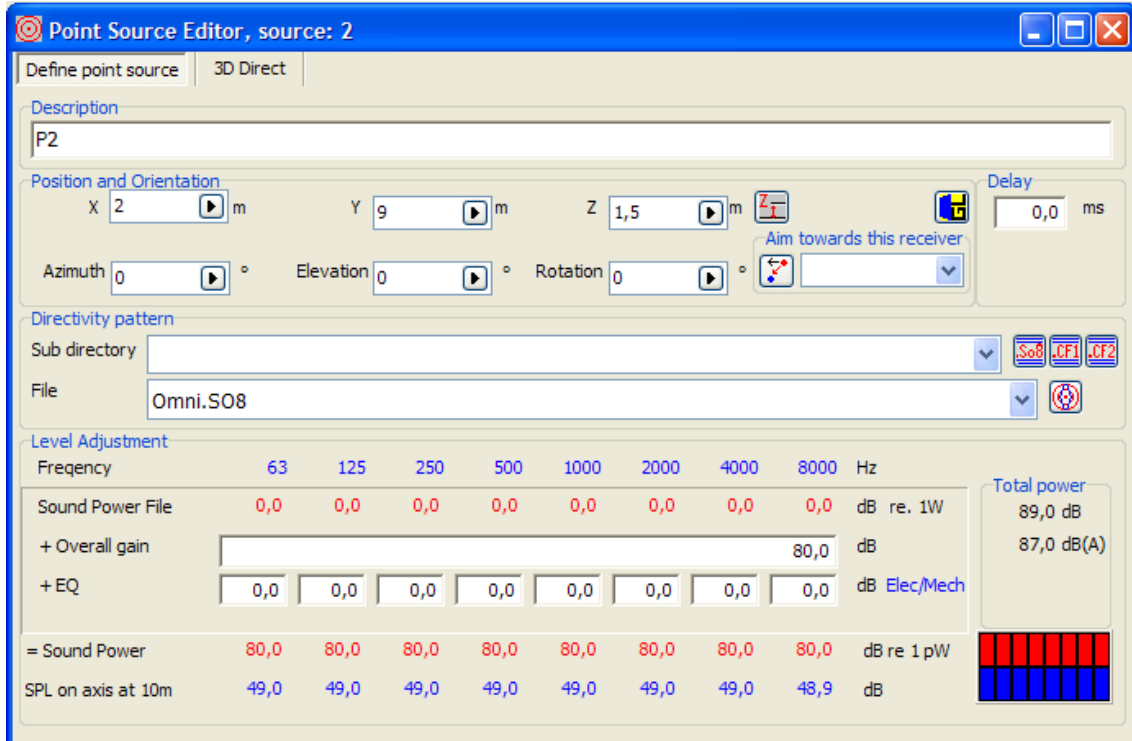 Point Source Editor, source: 2
Define point source 3D Direct
Description
P2
Position and Orientation Delay
X 2 m Y 9 m Z 1,5 m Z 0,0 ms
Aim towards this receiver
Azimuth 0 ° Elevation 0 ° Rotation 0 °
Directivity pattern
Sub directory .So8 .CF1 .CF2
File Omni.SO8
Level Adjustment
Freqency 63 125 250 500 1000 2000 4000 8000 Hz
Total power
Sound Power File 0,0 0,0 0,0 0,0 0,0 0,0 0,0 0,0 dB re. 1W 89,0 dB
+ Overall gain 80,0 dB 87,0 dB(A)
+ EQ 0,0 0,0 0,0 0,0 0,0 0,0 0,0 0,0 dB Elec/Mech
= Sound Power 80,0 80,0 80,0 80,0 80,0 80,0 80,0 80,0 dB re 1 pW
SPL on axis at 10m 49,0 49,0 49,0 49,0 49,0 49,0 49,0 48,9 dB